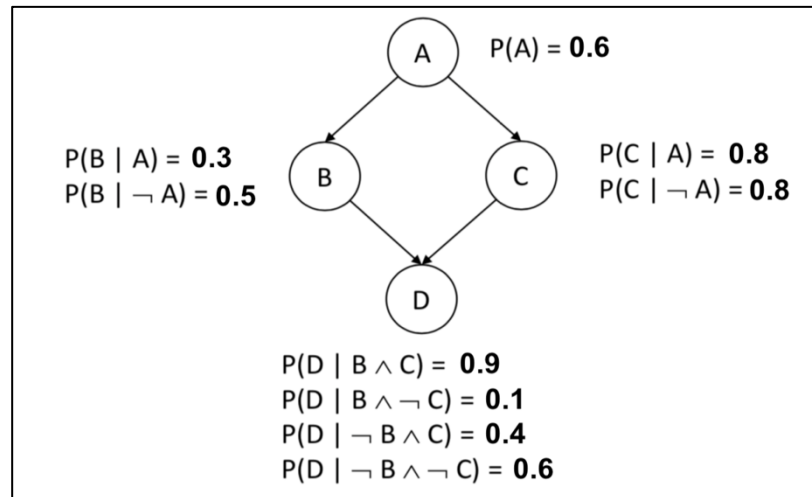 A
P(A) = 0.6
P(B | A) = 0.3
P(B | ¬ A) = 0.5
B
C
P(C | A) = 0.8
P(C | ¬ A) = 0.8
D
P(D | B ∧ C) = 0.9
P(D | B ∧ ¬ C) = 0.1
P(D | ¬ B ∧ C) = 0.4
P(D | ¬ B ∧ ¬ C) = 0.6